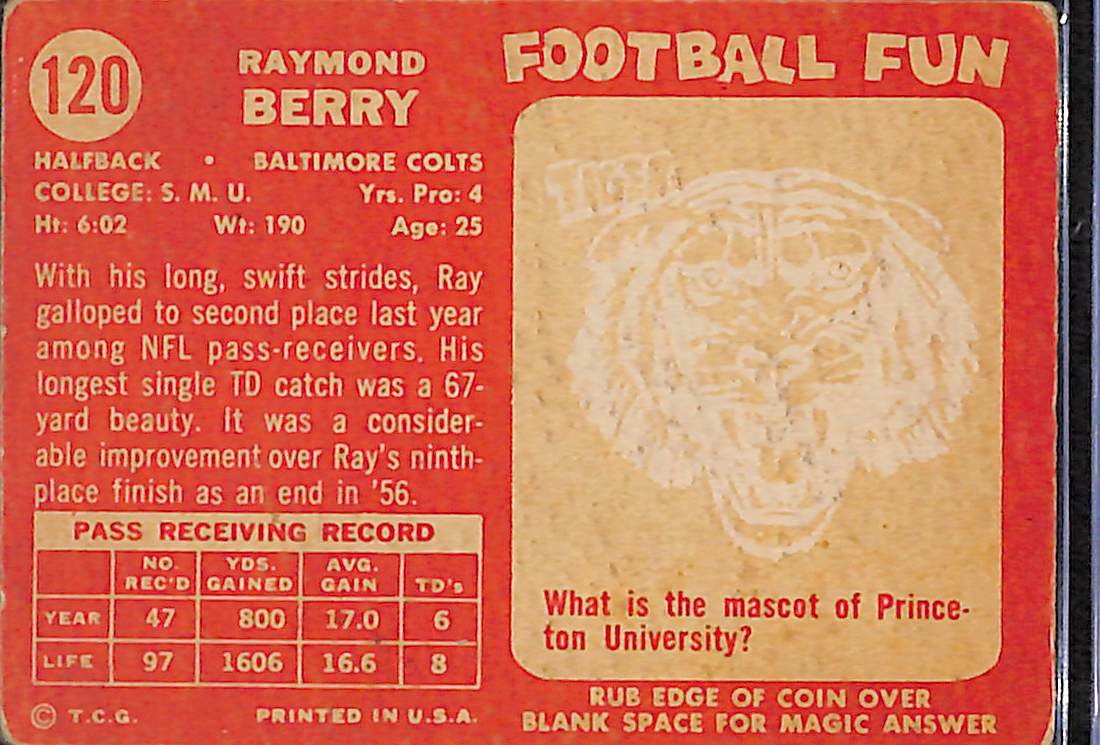 120
RAYMOND
BERRY
HALFBACK • BALTIMORE COLTS
COLLEGE: S. M. U. Yrs. Pro: 4
Ht: 6:02 Wt: 190 Age: 25
With his long, swift strides, Ray
galloped to second place last year
among NFL pass-receivers. His
longest single TD catch was a 67-
yard beauty. It was a consider-
able improvement over Ray's ninth-
place finish as an end in '56.
PASS RECEIVING RECORD
NO. REC'D YDS. GAINED AVG. GAIN TD's
YEAR 47 800 17.0 6
LIFE 97 1606 16.6 8
© T.C.G. PRINTED IN U.S.A.
FOOTBALL FUN
TIGER
What is the mascot of Prince-
ton University?
RUB EDGE OF COIN OVER
BLANK SPACE FOR MAGIC ANSWER